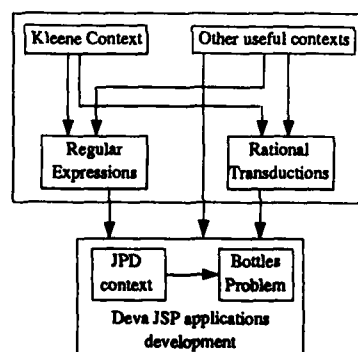 Kleene Context
Other useful contexts
Regular
Expressions
Rational
Transductions
JPD
context
Bottles
Problem
Deva JSP applications
development